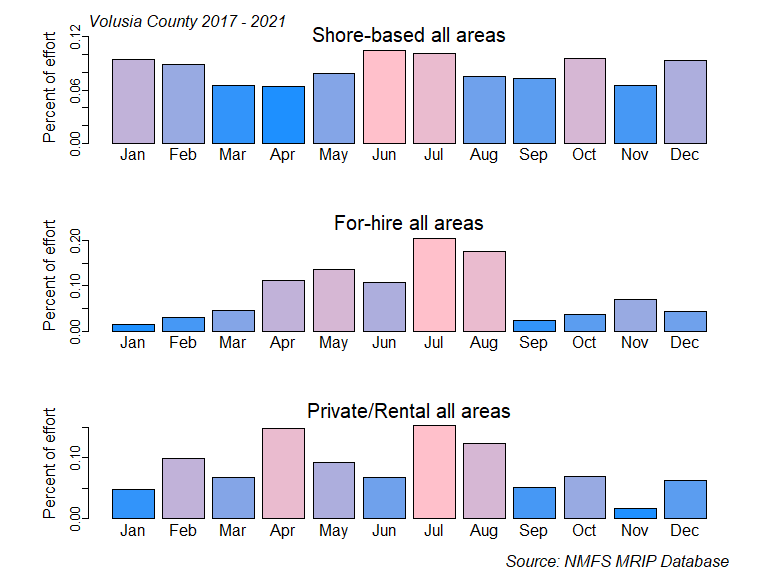 Volusia County 2017 - 2021
Shore-based all areas
Percent of effort
0.00 0.06 0.12
Jan Feb Mar Apr May Jun Jul Aug Sep Oct Nov Dec
For-hire all areas
Percent of effort
0.00 0.10 0.20
Jan Feb Mar Apr May Jun Jul Aug Sep Oct Nov Dec
Private/Rental all areas
Percent of effort
0.00 0.10
Jan Feb Mar Apr May Jun Jul Aug Sep Oct Nov Dec
Source: NMFS MRIP Database